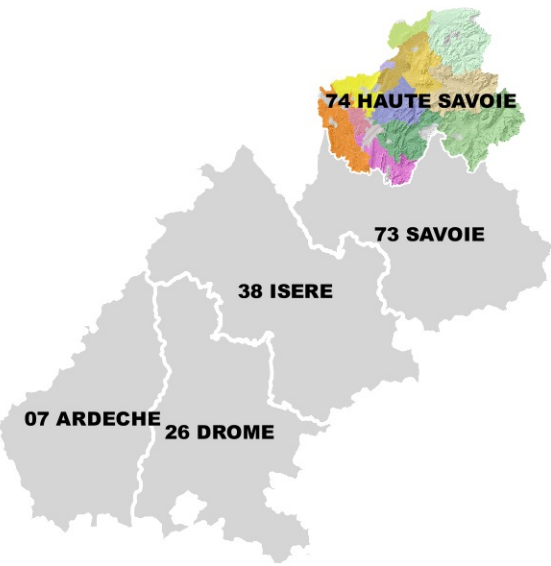 74 HAUTE SAVOIE
73 SAVOIE
38 ISERE
07 ARDECHE
26 DROME